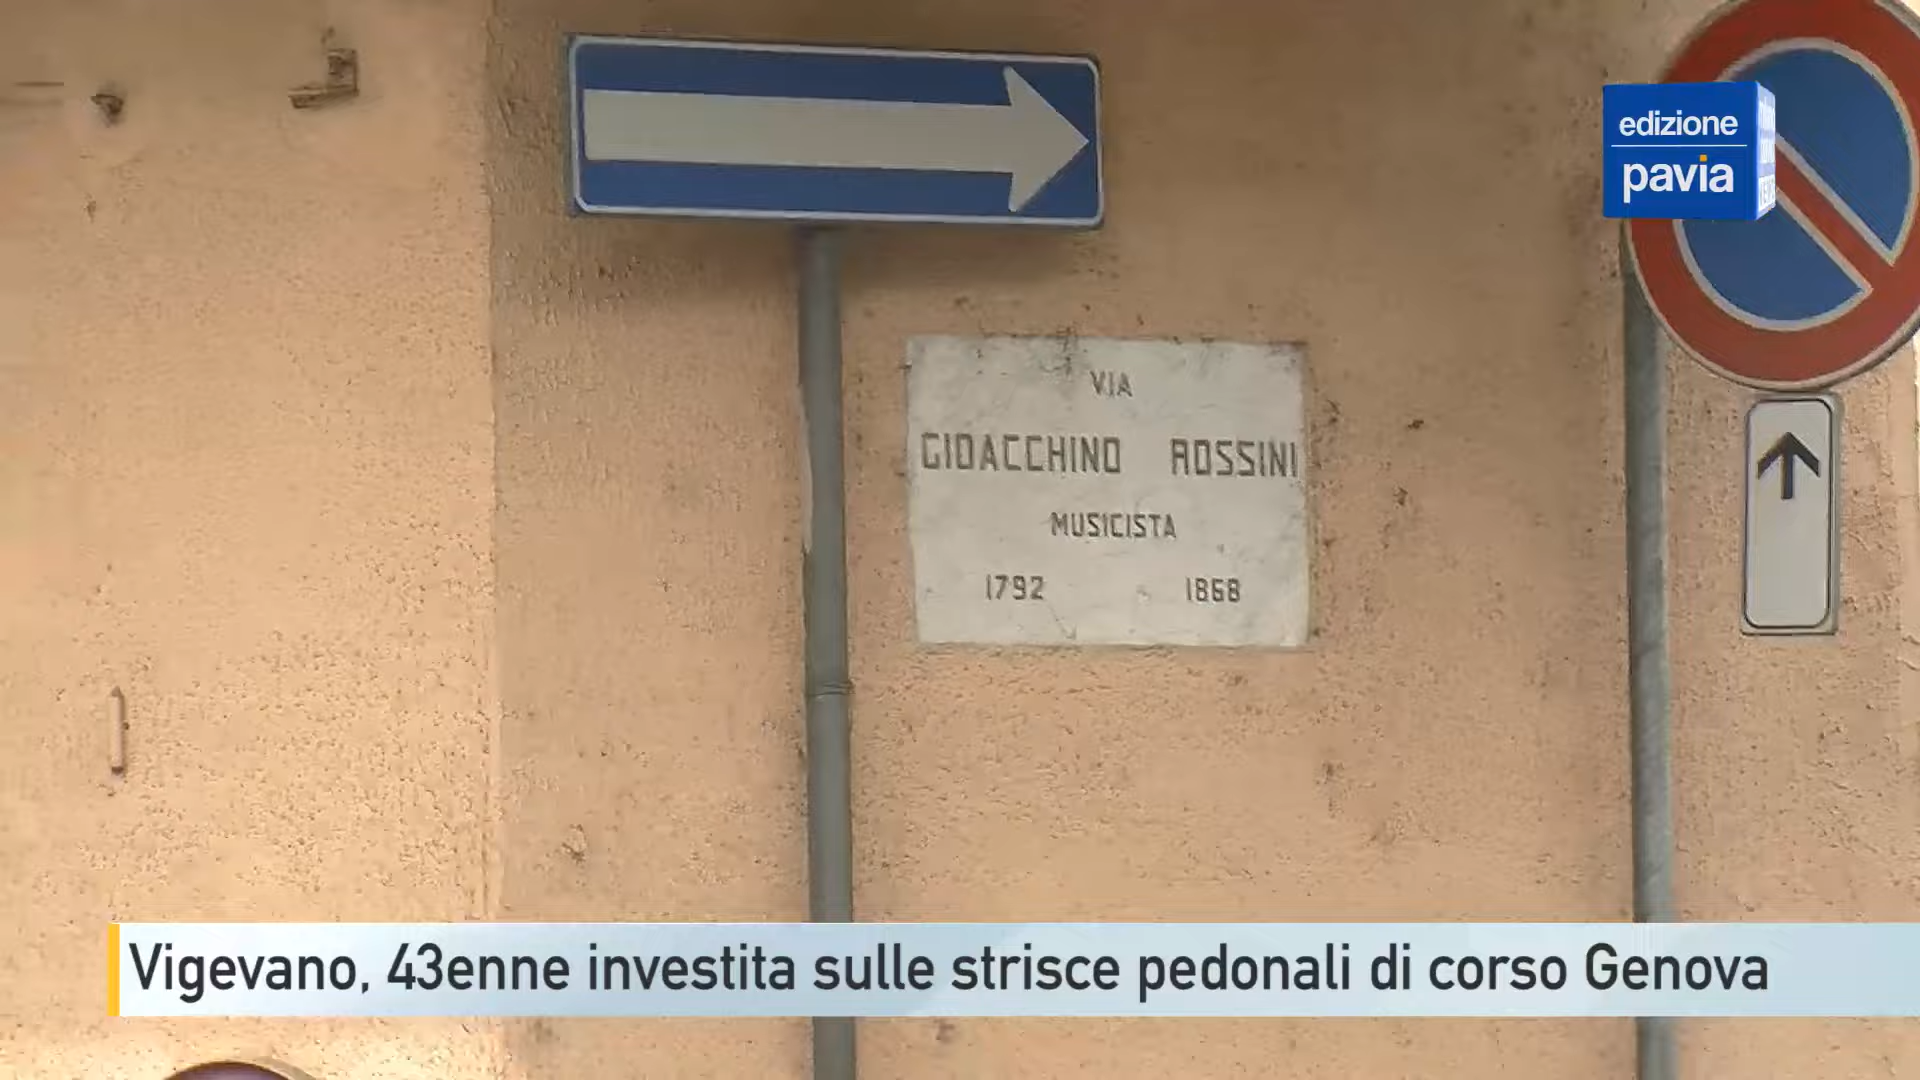 edizione
pavia
VIA
GIOACCHINO ROSSINI
MUSICISTA
1792 1868
Vigevano, 43enne investita sulle strisce pedonali di corso Genova